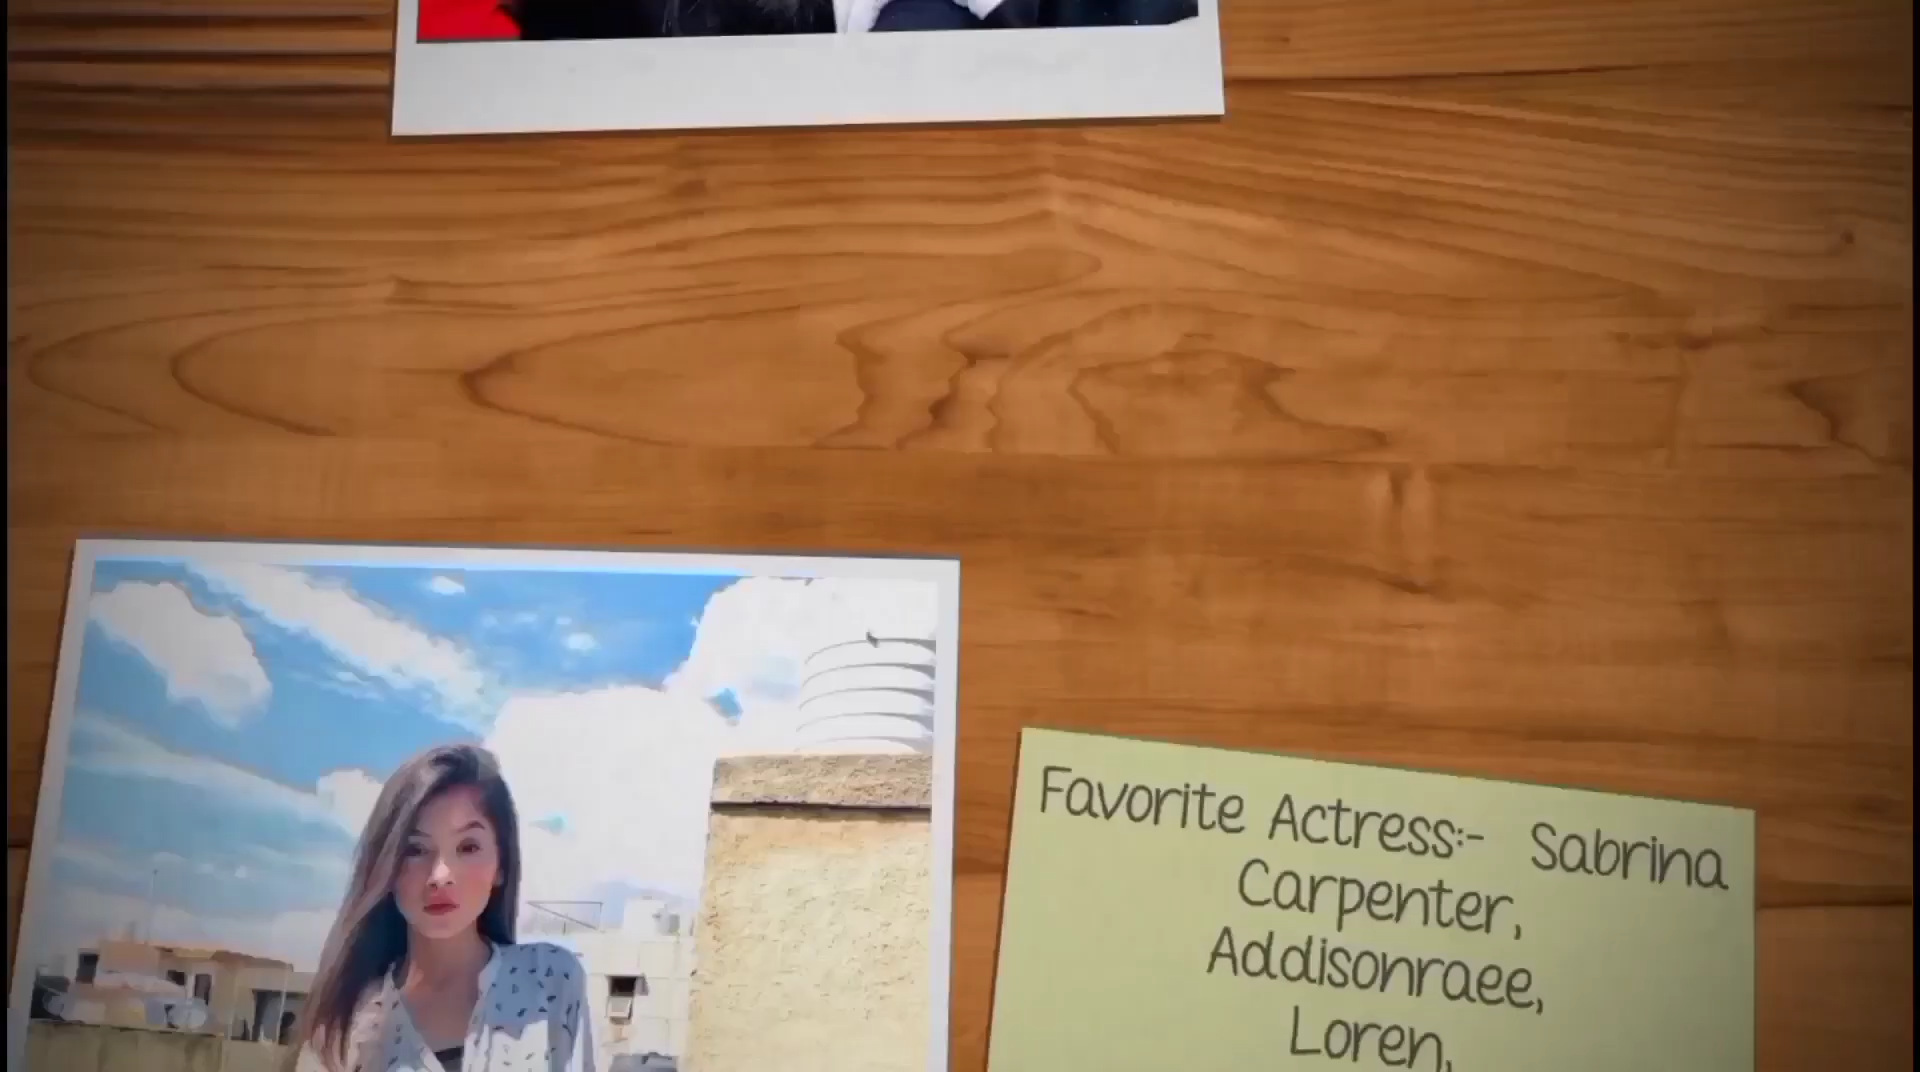 Favorite Actress:- Sabrina
Carpenter,
Addisonraee,
Loren,